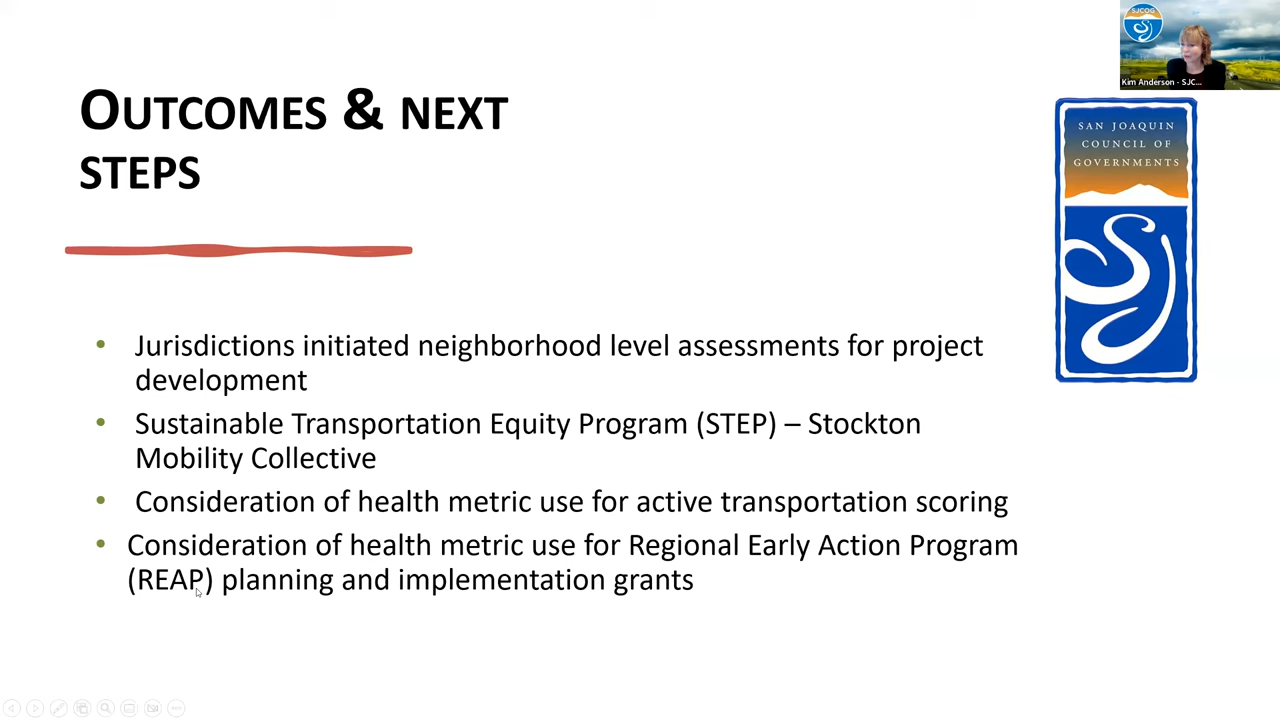 SJCOG
Kim Anderson - SJC...
OUTCOMES & NEXT
STEPS
SAN JOAQUIN
COUNCIL OF
GOVERNMENTS
• Jurisdictions initiated neighborhood level assessments for project
development
• Sustainable Transportation Equity Program (STEP) – Stockton
Mobility Collective
• Consideration of health metric use for active transportation scoring
• Consideration of health metric use for Regional Early Action Program
(REAP) planning and implementation grants